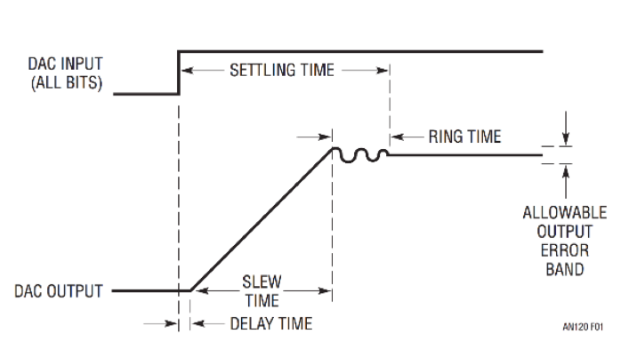 DAC INPUT
(ALL BITS)
SETTLING TIME
RING TIME
ALLOWABLE
OUTPUT
ERROR
BAND
DAC OUTPUT
SLEW
TIME
DELAY TIME
AN120 F01